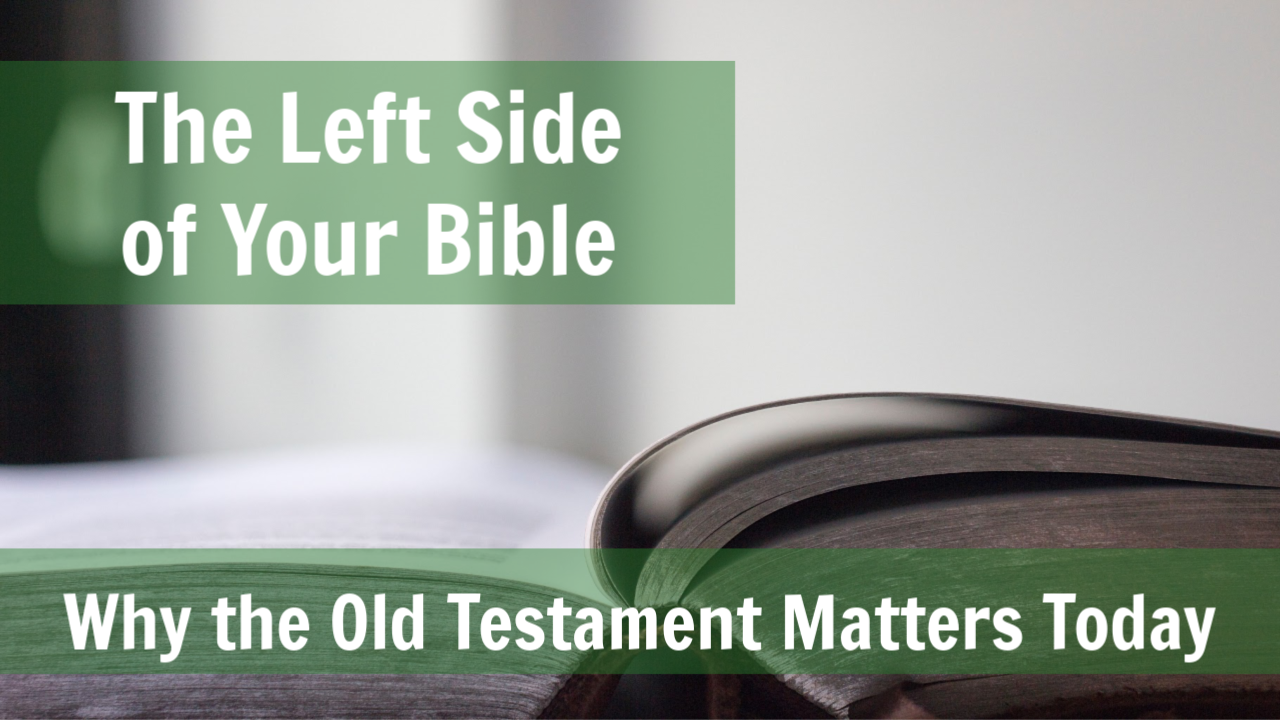 The Left Side
of Your Bible
Why the Old Testament Matters Today